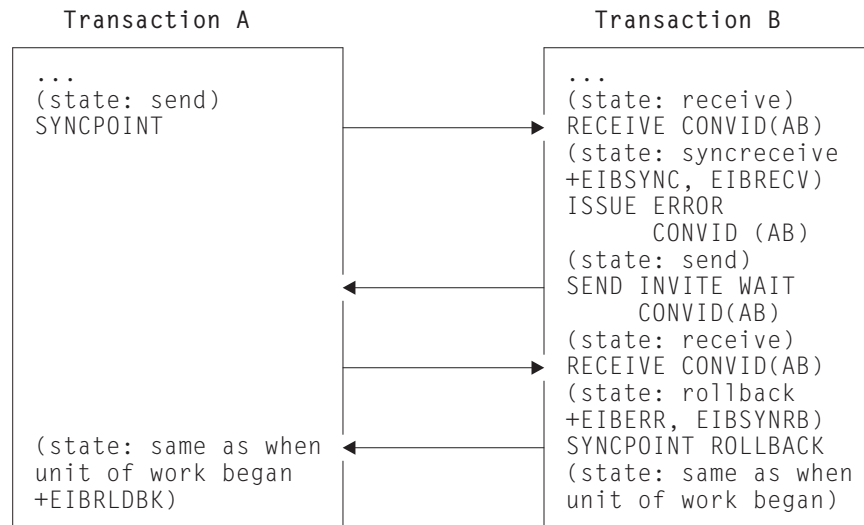 Transaction A
Transaction B
...
(state: send)
SYNCPOINT
(state: same as when
unit of work began
+EIBRLDBK)
...
(state: receive)
RECEIVE CONVID(AB)
(state: syncreceive
+EIBSYNC, EIBRECV)
ISSUE ERROR
CONVID (AB)
(state: send)
SEND INVITE WAIT
CONVID(AB)
(state: receive)
RECEIVE CONVID(AB)
(state: rollback
+EIBERR, EIBSYNRB)
SYNCPOINT ROLLBACK
(state: same as when
unit of work began)